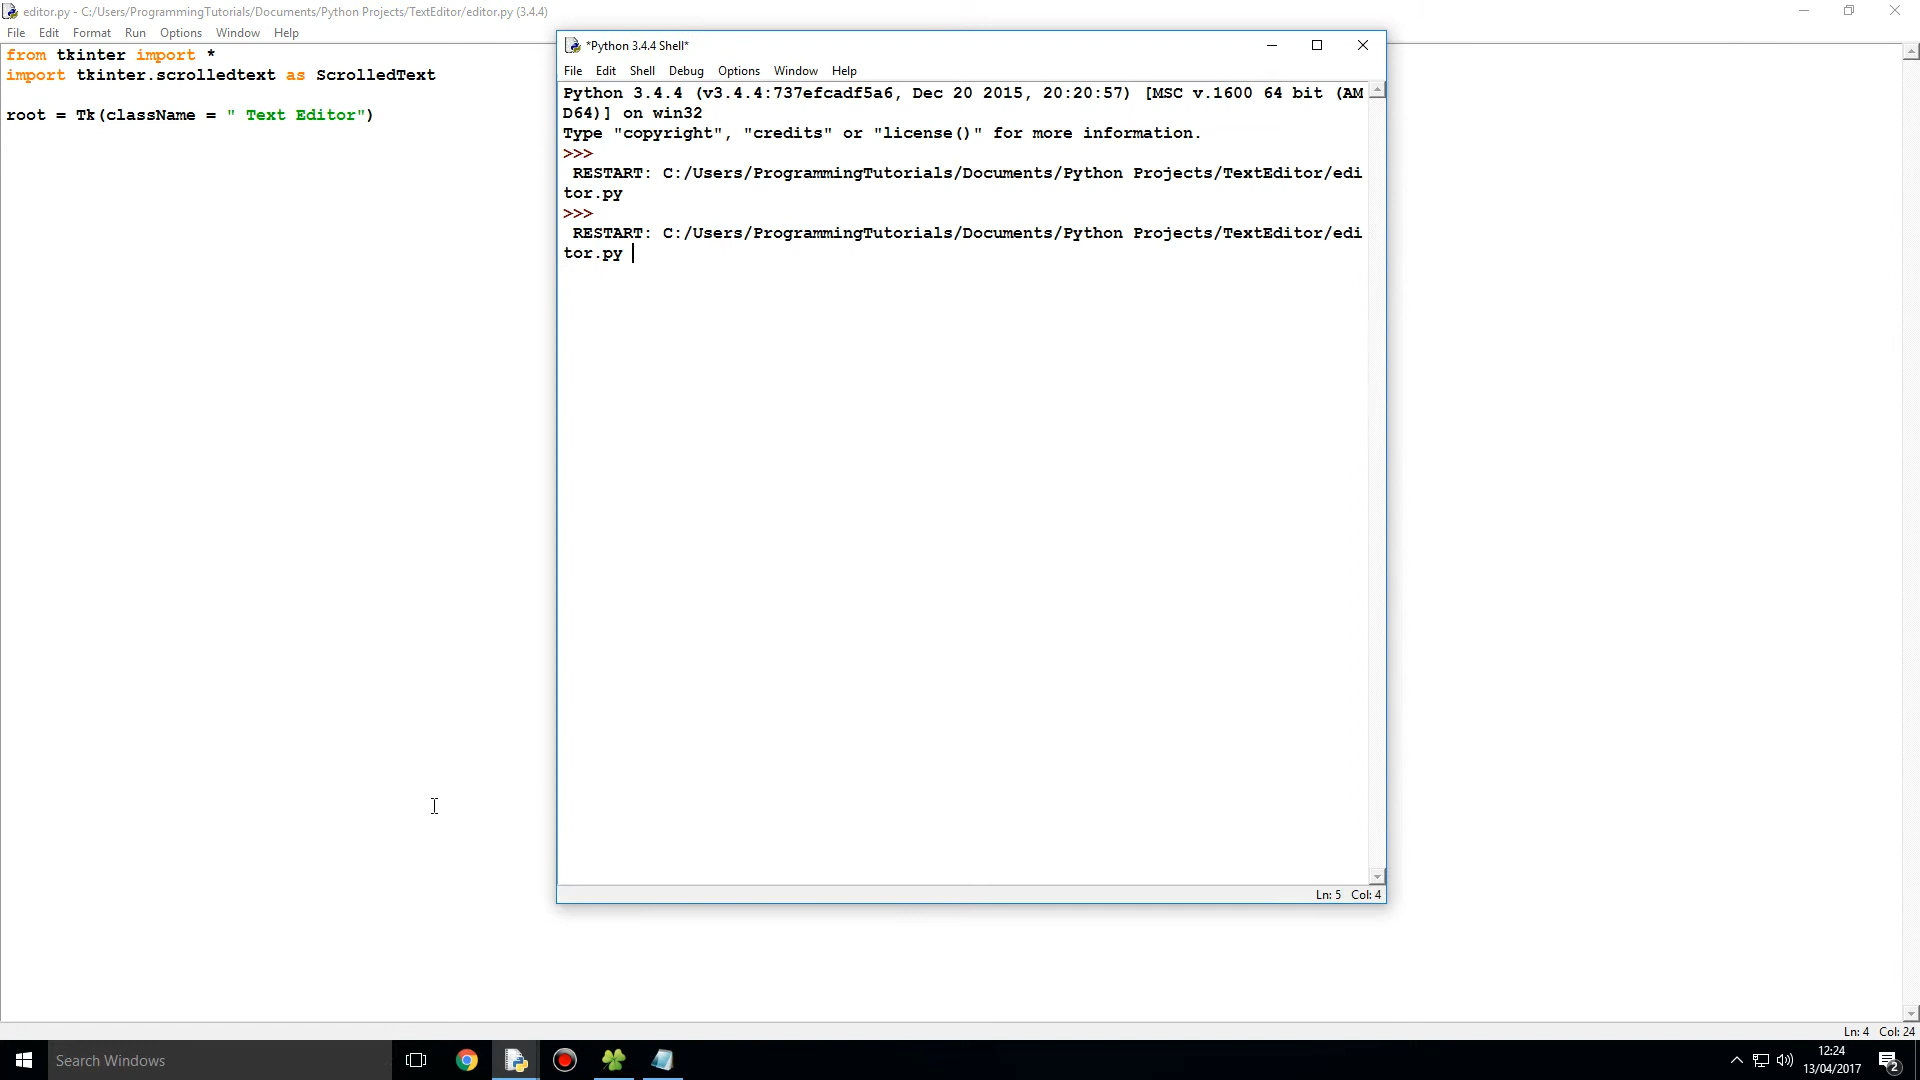 editor.py - C:/Users/ProgrammingTutorials/Documents/Python Projects/TextEditor/editor.py (3.4.4)
File Edit Format Run Options Window Help
from tkinter import *
import tkinter.scrolledtext as ScrolledText
root = Tk(className = " Text Editor")
*Python 3.4.4 Shell*
File Edit Shell Debug Options Window Help
Python 3.4.4 (v3.4.4:737efcadf5a6, Dec 20 2015, 20:20:57) [MSC v.1600 64 bit (AM
D64)] on win32
Type "copyright", "credits" or "license()" for more information.
>>>
RESTART: C:/Users/ProgrammingTutorials/Documents/Python Projects/TextEditor/edi
tor.py
>>>
RESTART: C:/Users/ProgrammingTutorials/Documents/Python Projects/TextEditor/edi
tor.py
Ln: 5 Col: 4
Ln: 4 Col: 24
Search Windows
12:24
13/04/2017
2